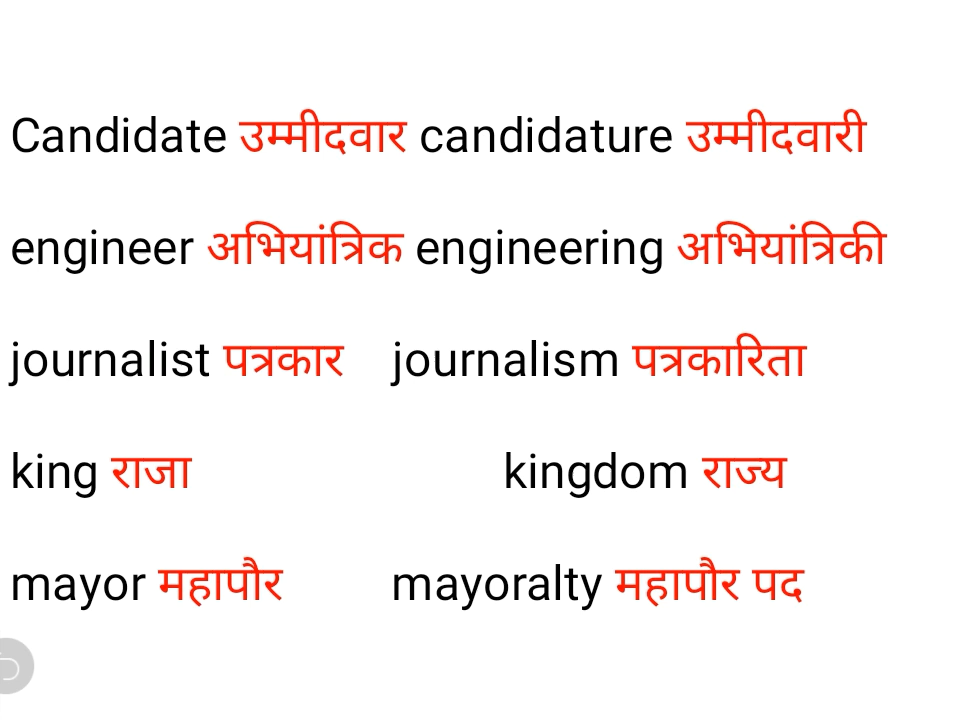 Candidate उम्मीदवार candidature उम्मीदवारी
engineer अभियांत्रिक engineering अभियांत्रिकी
journalist पत्रकार journalism पत्रकारिता
king राजा kingdom राज्य
mayor महापौर mayoralty महापौर पद